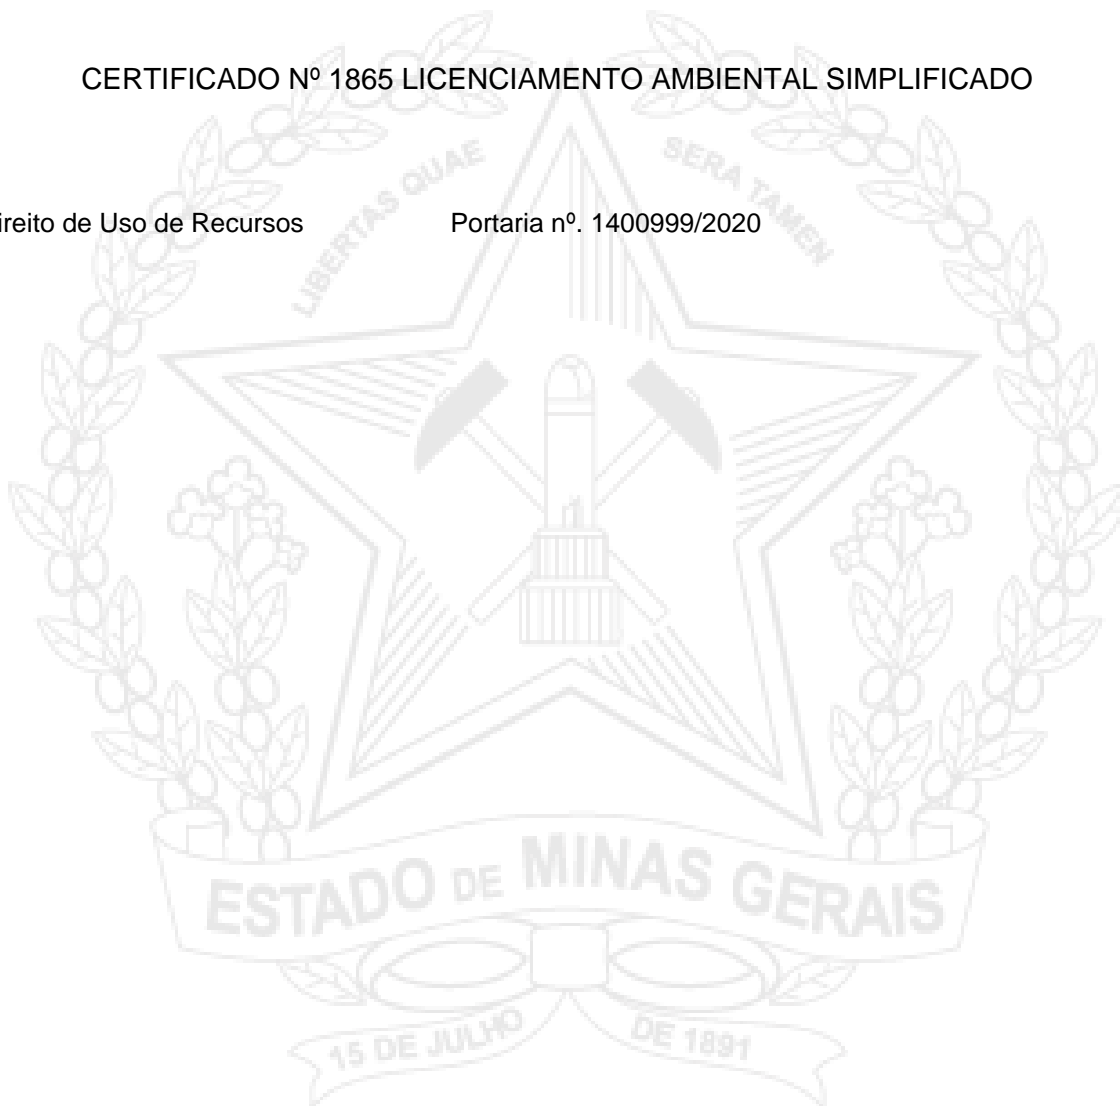 CERTIFICADO Nº 1865 LICENCIAMENTO AMBIENTAL SIMPLIFICADO
LIBERTAS QUAE SERA TAMEN
ireito de Uso de Recursos Portaria nº. 1400999/2020
ESTADO DE MINAS GERAIS
15 DE JULHO DE 1891